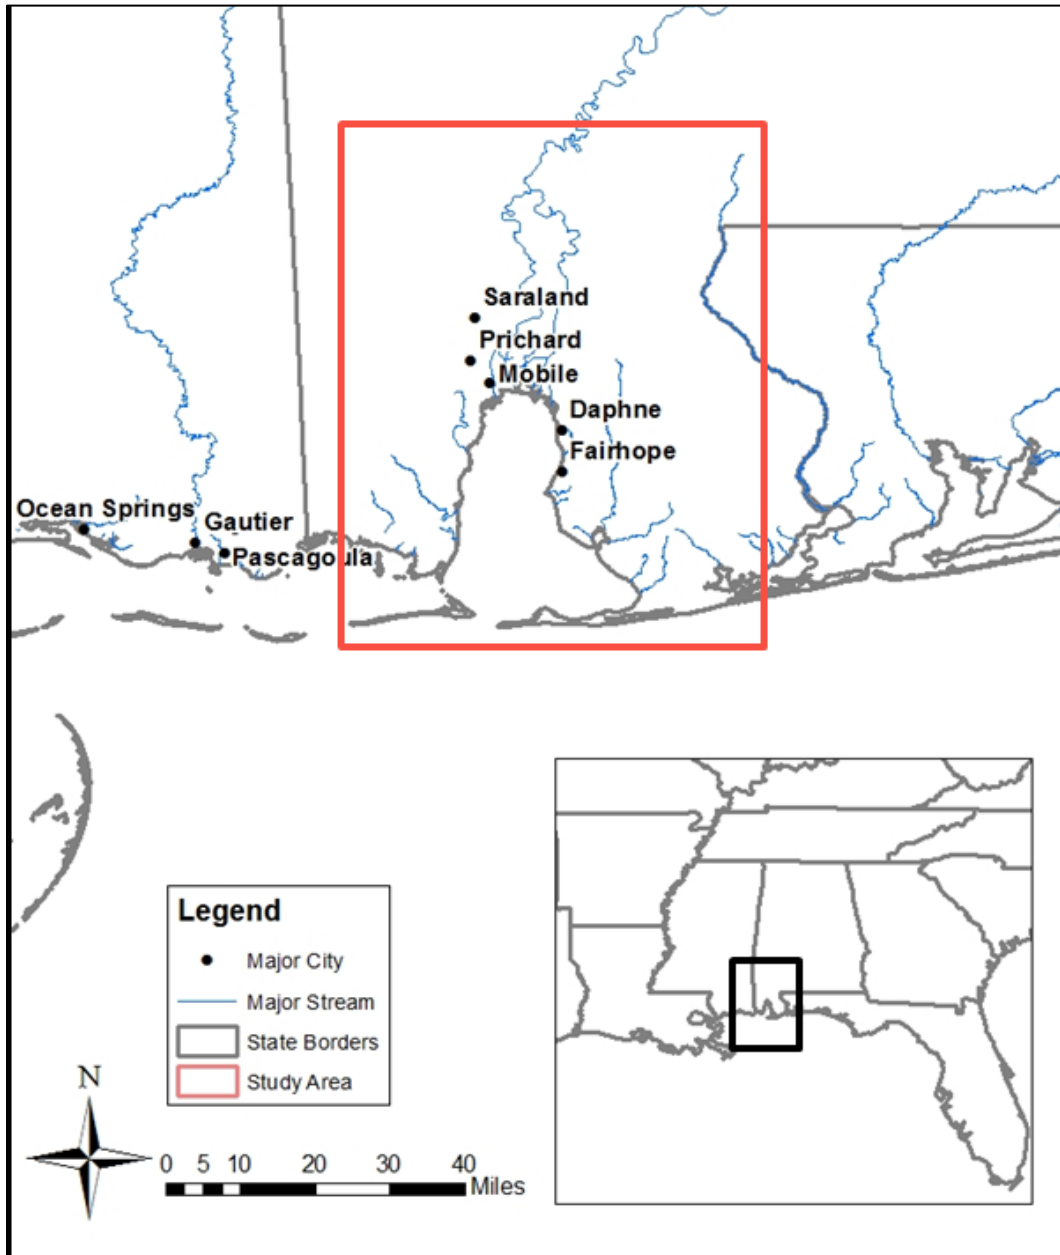 Saraland
Prichard
Mobile
Daphne
Fairhope
Ocean Springs
Gautier
Pascagoula
Legend
Major City
Major Stream
State Borders
Study Area
N
0 5 10 20 30 40
Miles